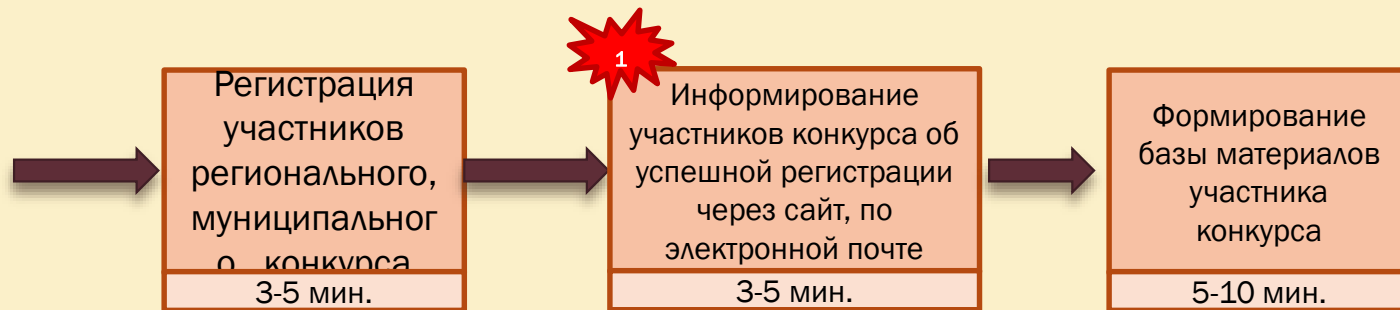 Регистрация
участников
регионального,
муниципальног
о конкурса
3-5 мин.
1
Информирование
участников конкурса об
успешной регистрации
через сайт, по
электронной почте
3-5 мин.
Формирование
базы материалов
участника
конкурса
5-10 мин.